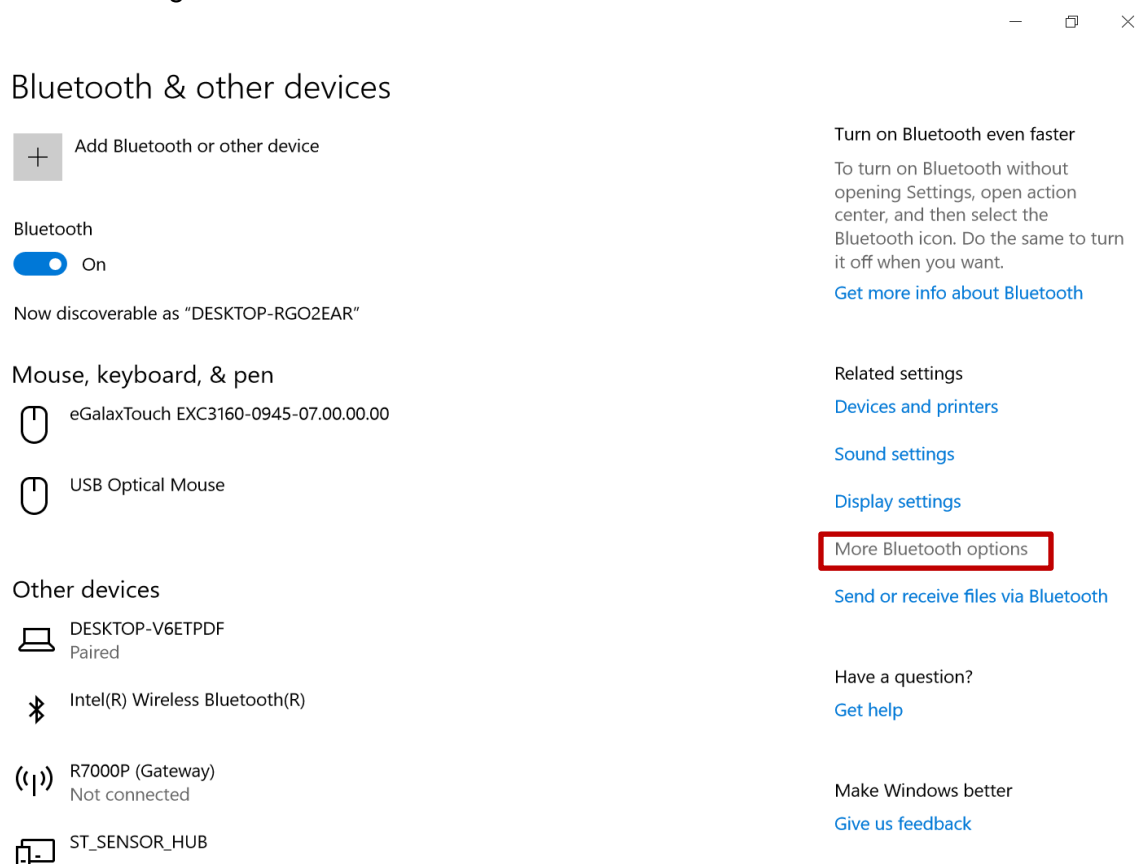 Bluetooth & other devices
Add Bluetooth or other device
Bluetooth
On
Now discoverable as “DESKTOP-RGO2EAR”
Mouse, keyboard, & pen
eGalaxTouch EXC3160-0945-07.00.00.00
USB Optical Mouse
Other devices
DESKTOP-V6ETPDF
Paired
Intel(R) Wireless Bluetooth(R)
R7000P (Gateway)
Not connected
ST_SENSOR_HUB
Turn on Bluetooth even faster
To turn on Bluetooth without
opening Settings, open action
center, and then select the
Bluetooth icon. Do the same to turn
it off when you want.
Get more info about Bluetooth
Related settings
Devices and printers
Sound settings
Display settings
More Bluetooth options
Send or receive files via Bluetooth
Have a question?
Get help
Make Windows better
Give us feedback